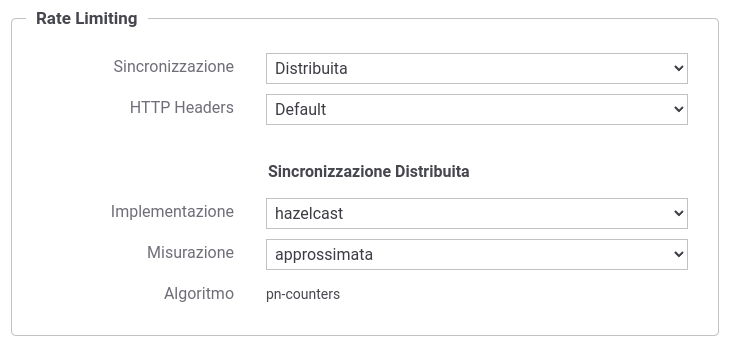 Rate Limiting
Sincronizzazione Distribuita
HTTP Headers Default
Sincronizzazione Distribuita
Implementazione hazelcast
Misurazione approssimata
Algoritmo pn-counters